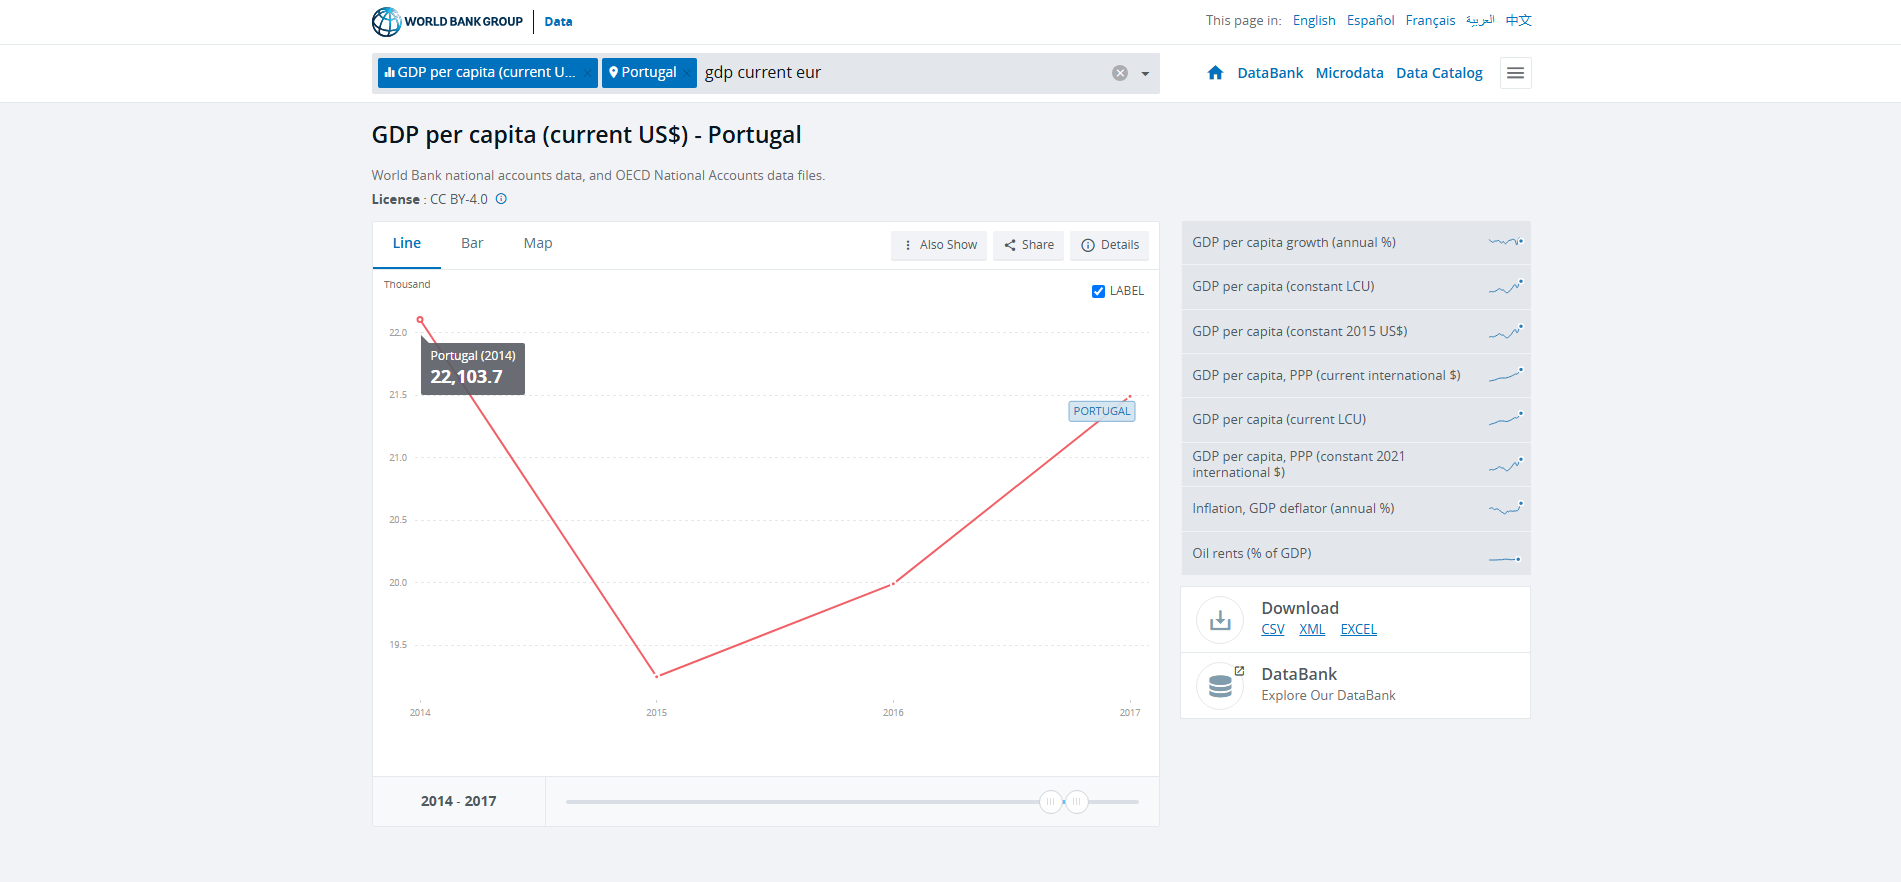 WORLD BANK GROUP Data
This page in: English Español Français العربية 中文
GDP per capita (current U... × Portugal × gdp current eur
DataBank Microdata Data Catalog
GDP per capita (current US$) - Portugal
World Bank national accounts data, and OECD National Accounts data files.
License : CC BY-4.0
Line Bar Map Also Show Share Details
Thousand
LABEL
22.0
Portugal (2014)
22,103.7
21.5
PORTUGAL
21.0
20.5
20.0
19.5
2014 2015 2016 2017
2014 - 2017
GDP per capita growth (annual %)
GDP per capita (constant LCU)
GDP per capita (constant 2015 US$)
GDP per capita, PPP (current international $)
GDP per capita (current LCU)
GDP per capita, PPP (constant 2021
international $)
Inflation, GDP deflator (annual %)
Oil rents (% of GDP)
Download
CSV XML EXCEL
DataBank
Explore Our DataBank